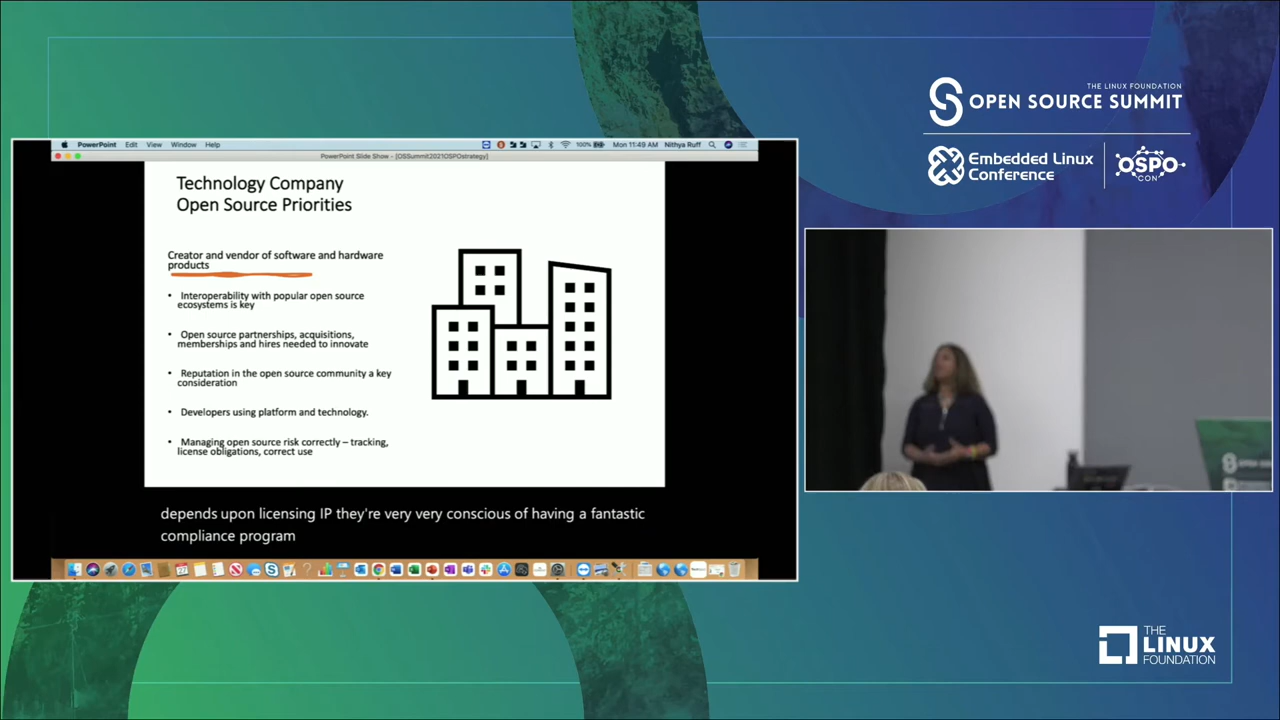 THE LINUX FOUNDATION
OPEN SOURCE SUMMIT
Embedded Linux
Conference
OSPO
CON
PowerPoint Edit View Window Help
100% Mon 11:49 AM Nithya Ruff
PowerPoint Slide Show - [OSSummit2021OSPOstrategy]
Technology Company
Open Source Priorities
Creator and vendor of software and hardware
products
• Interoperability with popular open source
ecosystems is key
• Open source partnerships, acquisitions,
memberships and hires needed to innovate
• Reputation in the open source community a key
consideration
• Developers using platform and technology.
• Managing open source risk correctly – tracking,
license obligations, correct use
depends upon licensing IP they're very very conscious of having a fantastic
compliance program
THE
LINUX
FOUNDATION